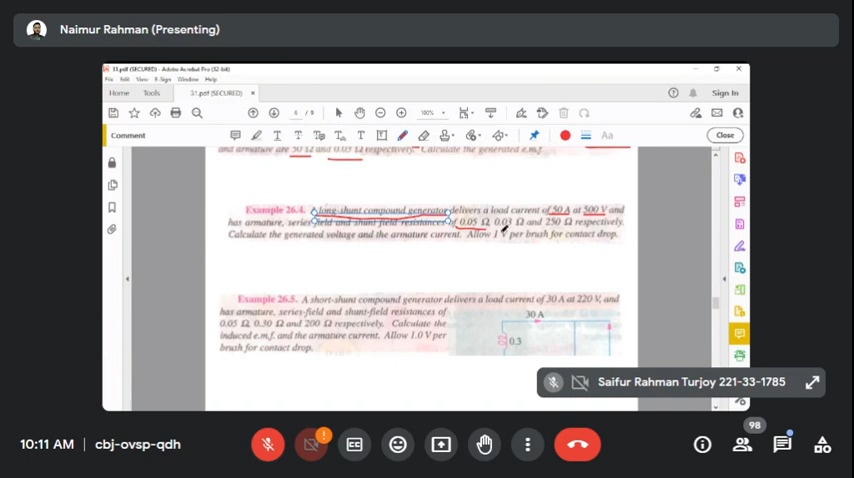 Naimur Rahman (Presenting)
31.pdf (SECURED) - Adobe Acrobat Pro (32-bit)
File Edit View E-Sign Window Help
Home Tools 31.pdf (SECURED) × Sign In
6 / 9 100%
Comment Aa Close
and armature are 50 Ω and 0.05 Ω respectively. Calculate the generated e.m.f.
Example 26.4. A long-shunt compound generator delivers a load current of 50 A at 500 V and
has armature, series field and shunt field resistances of 0.05 Ω, 0.03 Ω and 250 Ω respectively.
Calculate the generated voltage and the armature current. Allow 1 V per brush for contact drop.
Example 26.5. A short-shunt compound generator delivers a load current of 30 A at 220 V, and
has armature, series-field and shunt-field resistances of
0.05 Ω, 0.30 Ω and 200 Ω respectively. Calculate the
induced e.m.f. and the armature current. Allow 1.0 V per
brush for contact drop.
30 A
0.3
Saifur Rahman Turjoy 221-33-1785
10:11 AM | cbj-ovsp-qdh
98